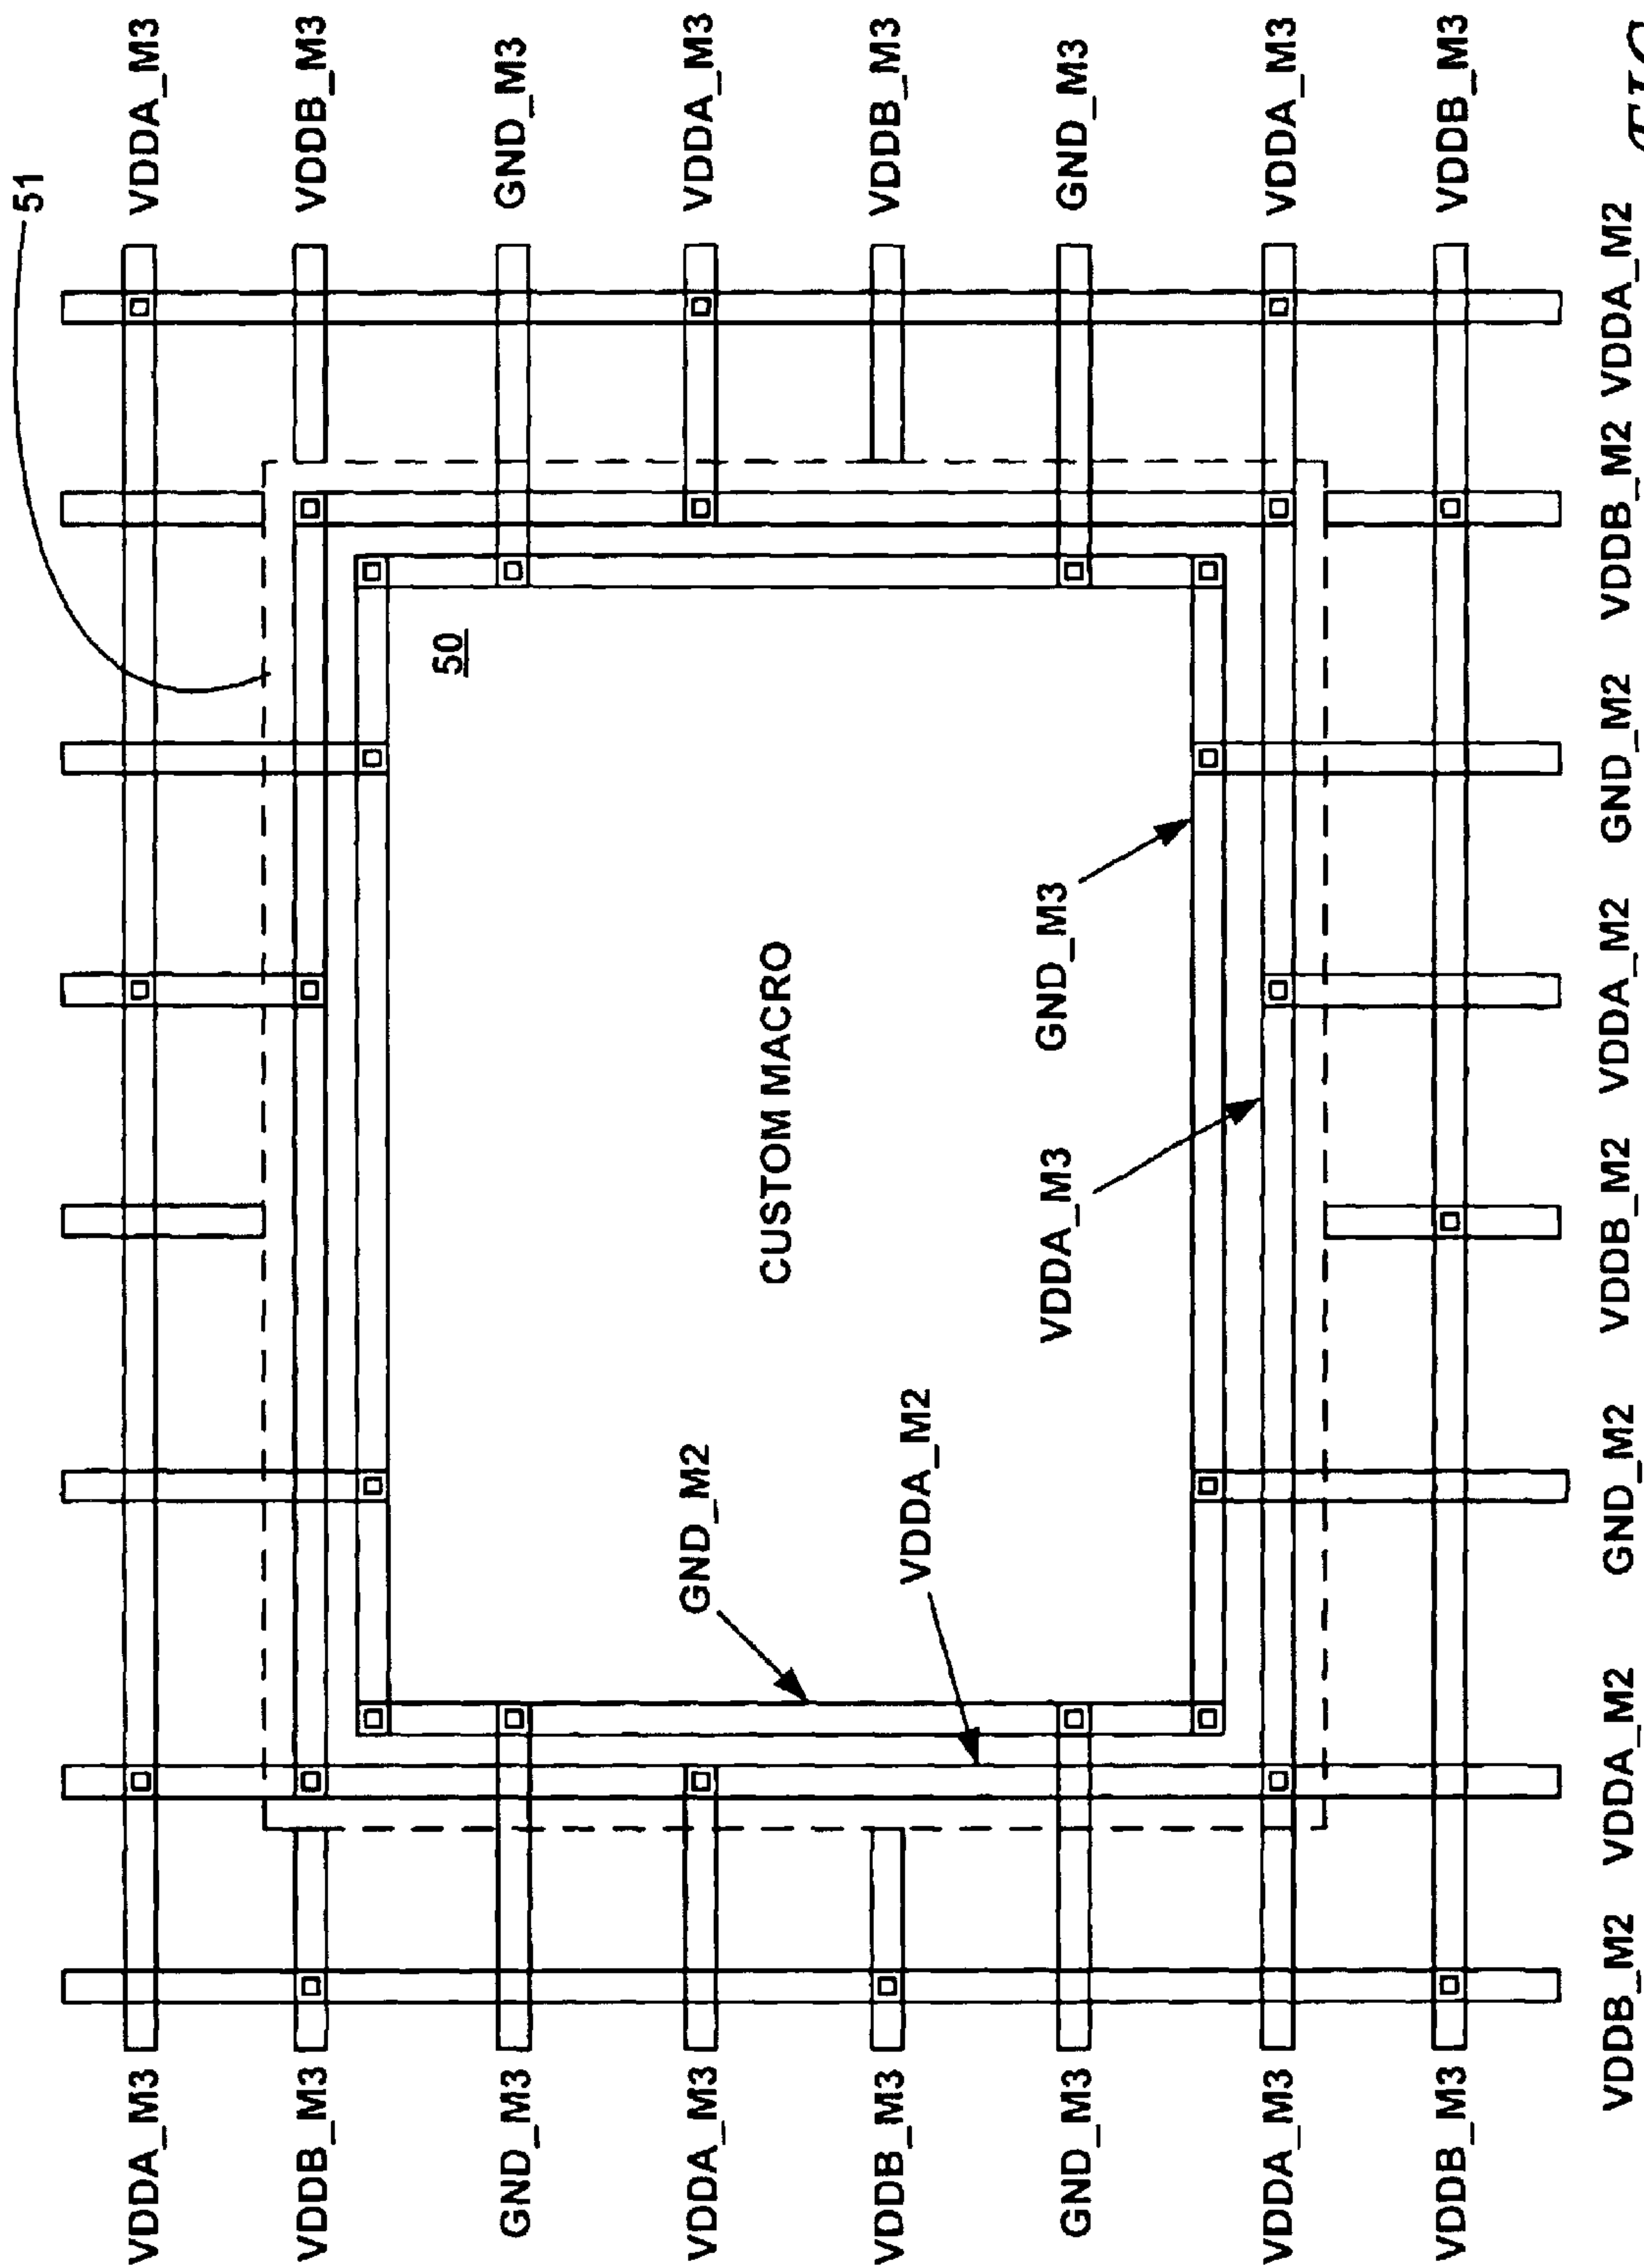 51
VDDA_M3 VDDA_M3
VDDB_M3 VDDB_M3
50
GND_M3 GND_M3
VDDA_M3 GND_M2 VDDA_M3
CUSTOM MACRO
VDDB_M3 VDDA_M2 VDDB_M3
GND_M3 VDDA_M3 GND_M3 GND_M3
VDDA_M3 VDDA_M3
VDDB_M3 VDDB_M3
VDDB_M2 VDDA_M2 GND_M2 VDDB_M2 VDDA_M2 GND_M2 VDDB_M2 VDDA_M2